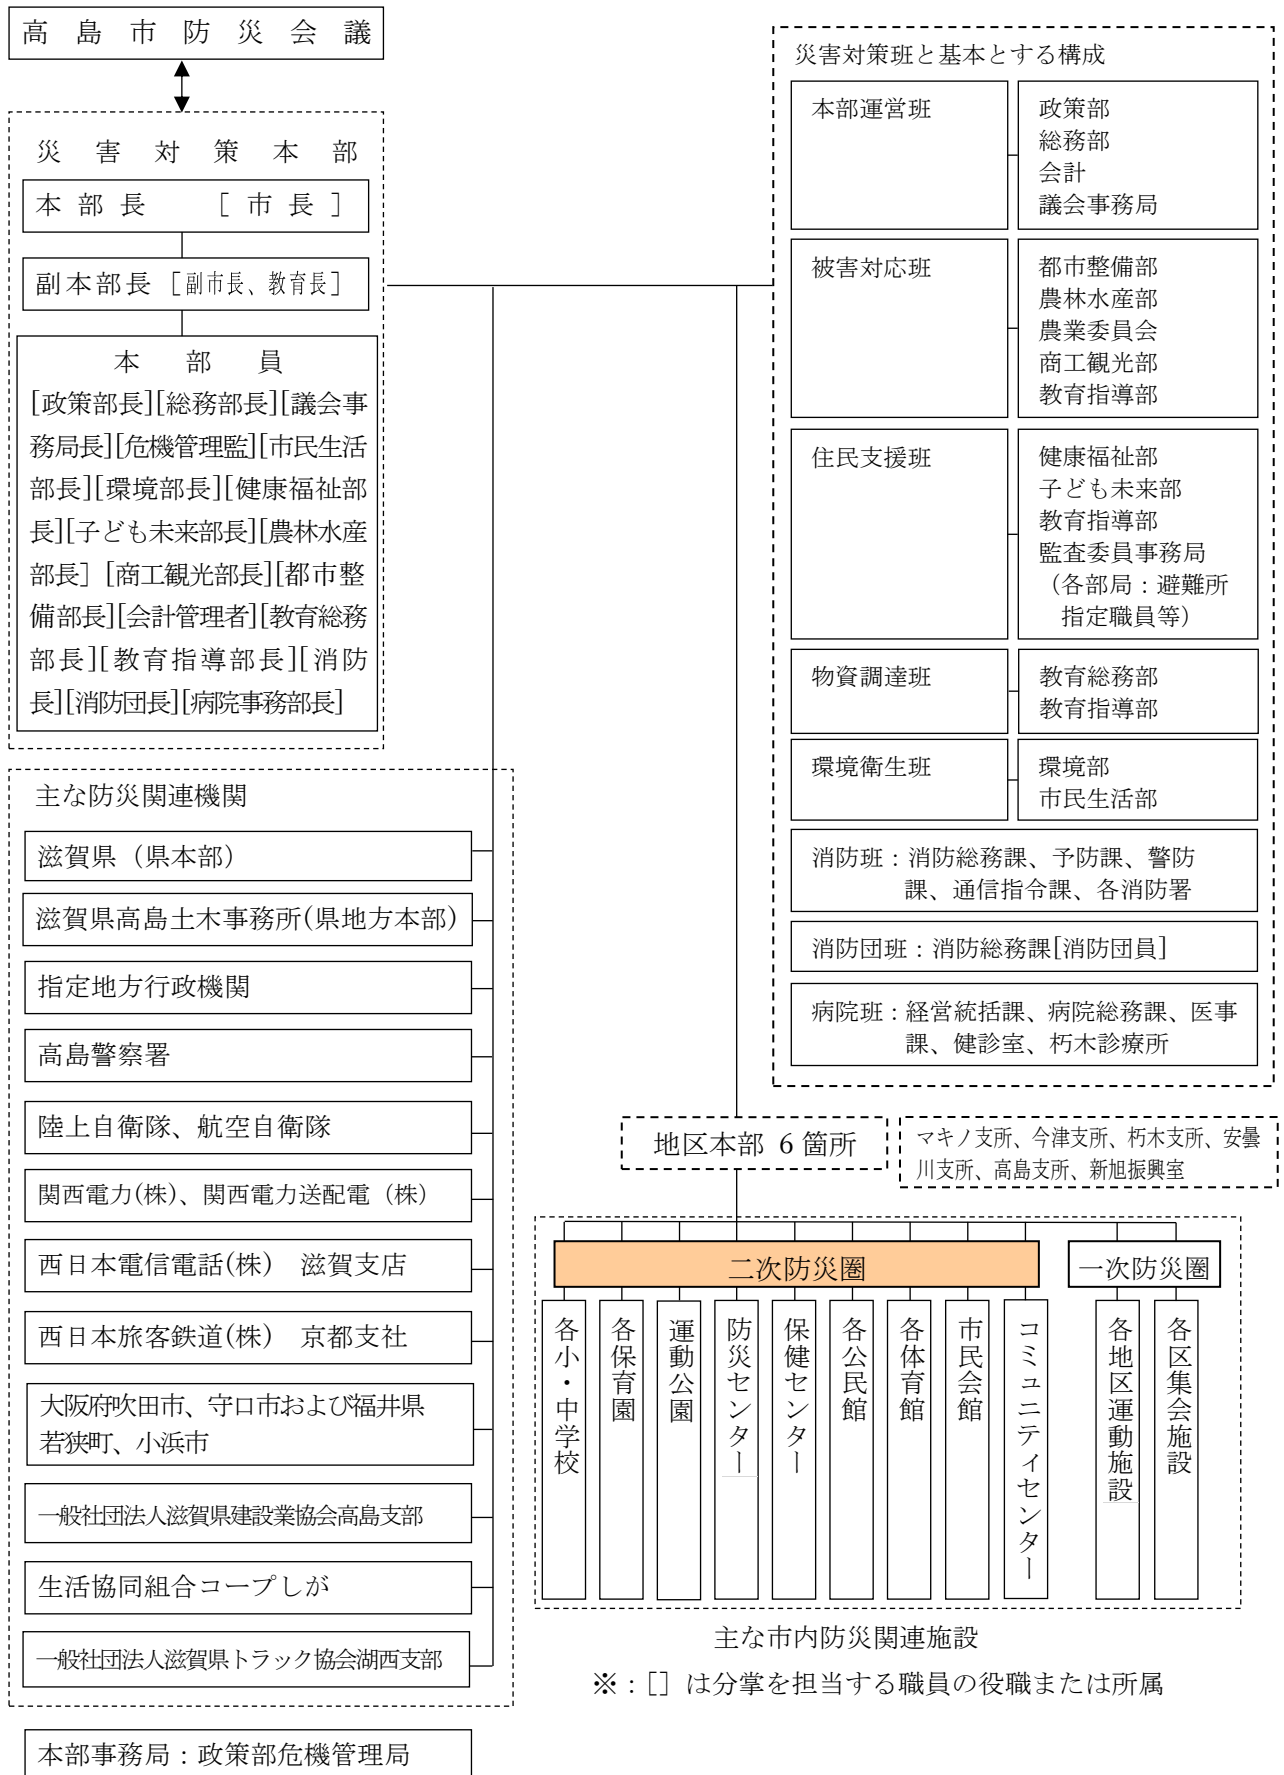 高島市防災会議
災害対策本部
本部長　［市長］
副本部長［副市長、教育長］
本部員
[政策部長][総務部長][議会事
務局長][危機管理監][市民生活
部長][環境部長][健康福祉部
長][子ども未来部長][農林水産
部長］[商工観光部長][都市整
備部長][会計管理者][教育総務
部長][教育指導部長][消防
長][消防団長][病院事務部長]
主な防災関連機関
滋賀県（県本部）
滋賀県高島土木事務所(県地方本部)
指定地方行政機関
高島警察署
陸上自衛隊、航空自衛隊
関西電力(株)、関西電力送配電（株）
西日本電信電話(株)　滋賀支店
西日本旅客鉄道(株)　京都支社
大阪府吹田市、守口市および福井県
若狭町、小浜市
一般社団法人滋賀県建設業協会高島支部
生活協同組合コープしが
一般社団法人滋賀県トラック協会湖西支部
本部事務局：政策部危機管理局
災害対策班と基本とする構成
本部運営班
政策部
総務部
会計
議会事務局
被害対応班
都市整備部
農林水産部
農業委員会
商工観光部
教育指導部
住民支援班
健康福祉部
子ども未来部
教育指導部
監査委員事務局
（各部局：避難所
指定職員等）
物資調達班
教育総務部
教育指導部
環境衛生班
環境部
市民生活部
消防班：消防総務課、予防課、警防
課、通信指令課、各消防署
消防団班：消防総務課[消防団員]
病院班：経営統括課、病院総務課、医事
課、健診室、朽木診療所
地区本部 6箇所
マキノ支所、今津支所、朽木支所、安曇
川支所、高島支所、新旭振興室
二次防災圏
一次防災圏
各小・中学校
各保育園
運動公園
防災センター
保健センター
各公民館
各体育館
市民会館
コミュニティセンター
各地区運動施設
各区集会施設
主な市内防災関連施設
※：[］は分掌を担当する職員の役職または所属